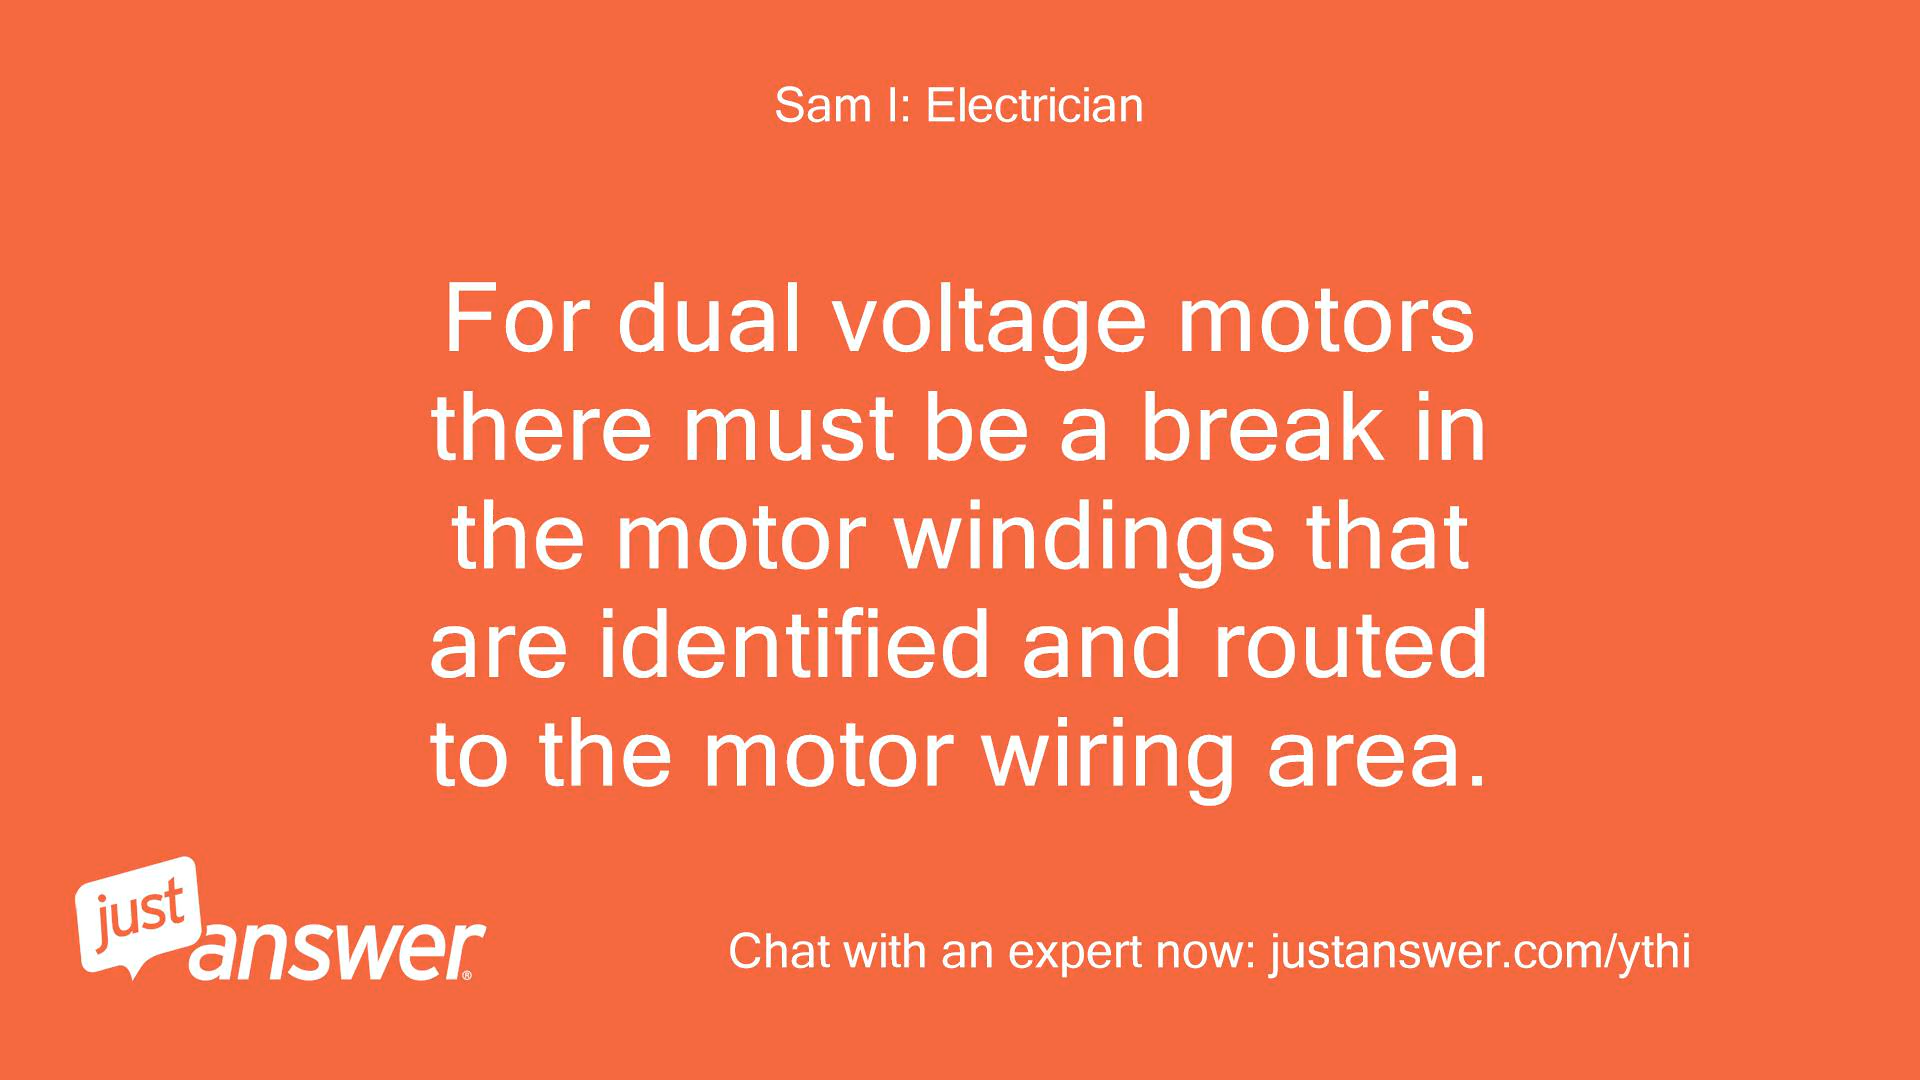 Sam I: Electrician
For dual voltage motors
there must be a break in
the motor windings that
are identified and routed
to the motor wiring area.
just
answer®
Chat with an expert now: justanswer.com/ythi